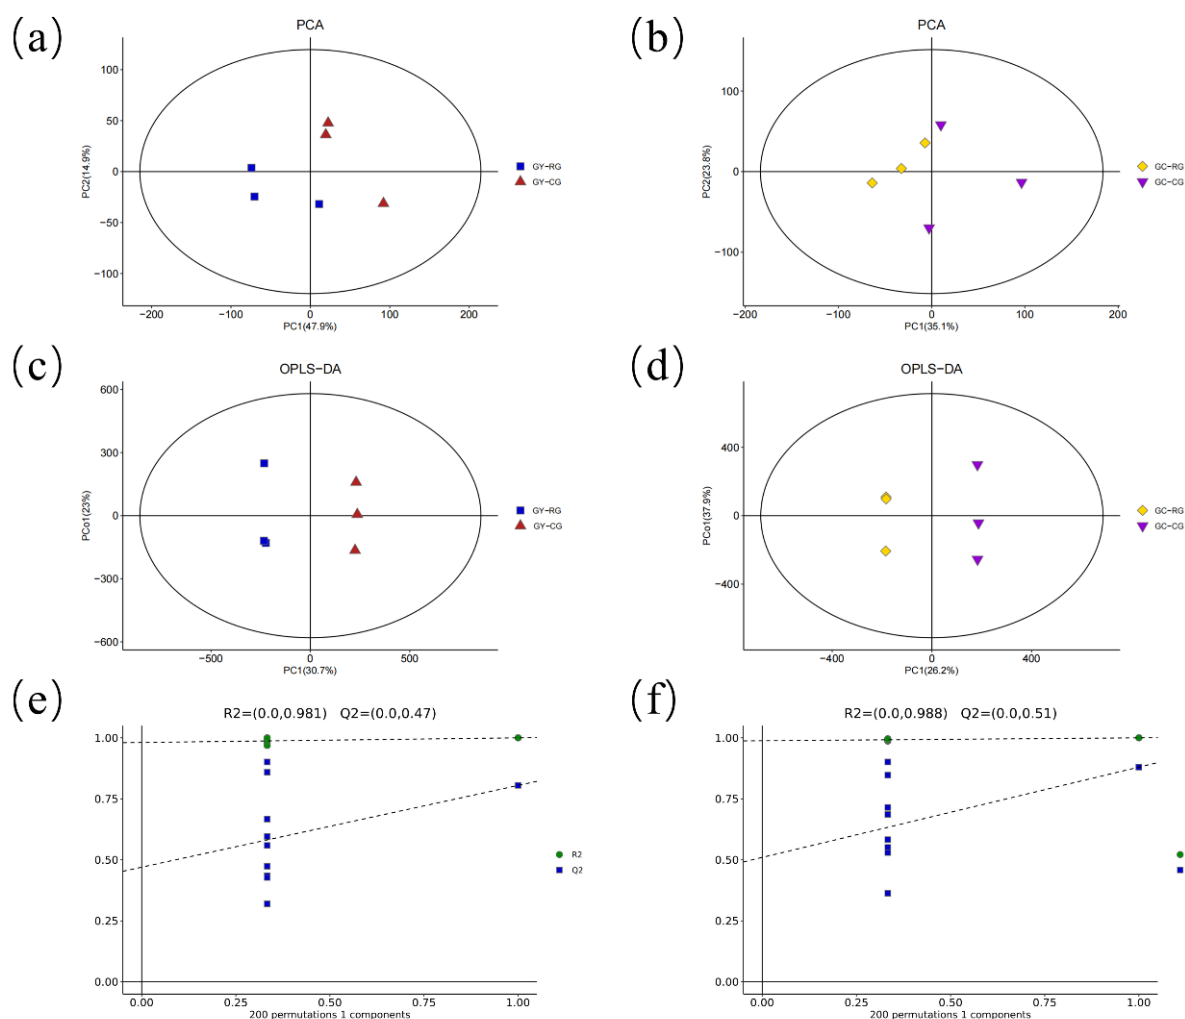 (a)
PCA
100
50
0
−50
−100
PC2(14.9%)
−200
−100
0
100
200
PC1(47.9%)
GY−RG
GY−CG
(b)
PCA
100
0
−100
PC2(23.8%)
−200
−100
0
100
200
PC1(35.1%)
GC−RG
GC−CG
(c)
OPLS−DA
600
300
0
−300
−600
PCo1(23%)
−500
0
500
PC1(30.7%)
GY−RG
GY−CG
(d)
OPLS−DA
400
0
−400
PCo1(37.9%)
−400
0
400
PC1(26.2%)
GC−RG
GC−CG
(e)
R2=(0.0,0.981) Q2=(0.0,0.47)
1.00
0.75
0.50
0.25
0.00
0.00
0.25
0.50
0.75
1.00
200 permutations 1 components
R2
Q2
(f)
R2=(0.0,0.988) Q2=(0.0,0.51)
1.00
0.75
0.50
0.25
0.00
0.00
0.25
0.50
0.75
1.00
200 permutations 1 components